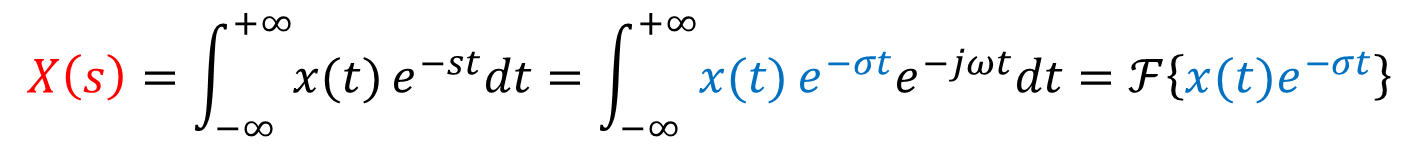 X(s) = ∫_{−∞}^{+∞} x(t) e^{−st} dt = ∫_{−∞}^{+∞} x(t) e^{−σt} e^{−jωt} dt = ℱ{x(t)e^{−σt}}